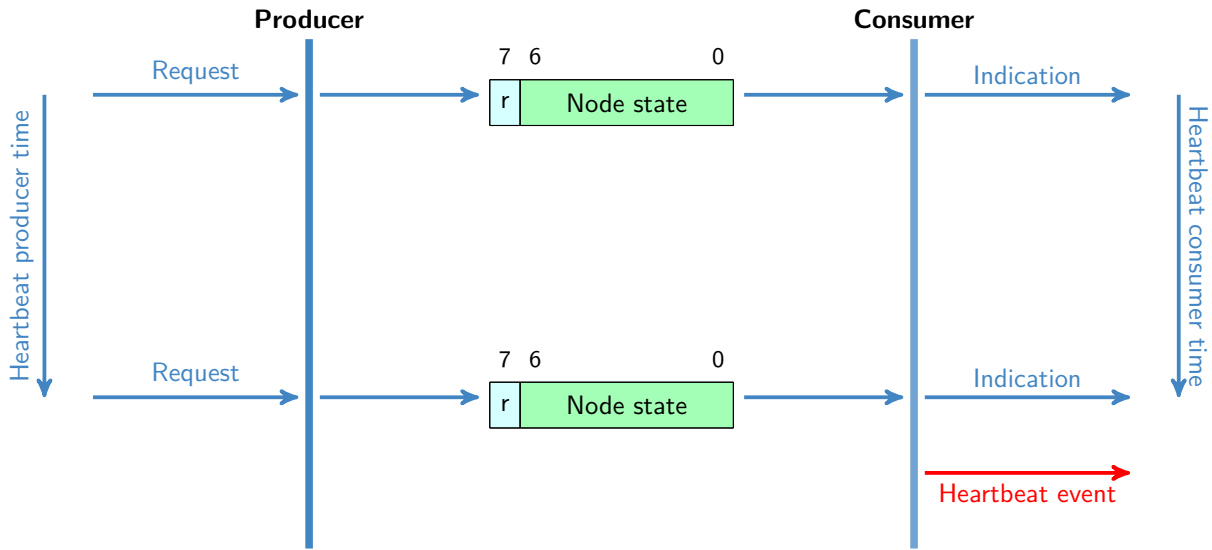 Producer
Consumer
7 6 0
Request
Indication
r Node state
Heartbeat producer time
Heartbeat consumer time
7 6 0
Request
Indication
r Node state
Heartbeat event